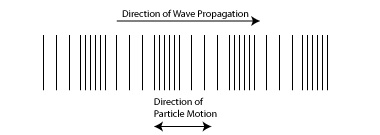 Direction of Wave Propagation
Direction of
Particle Motion